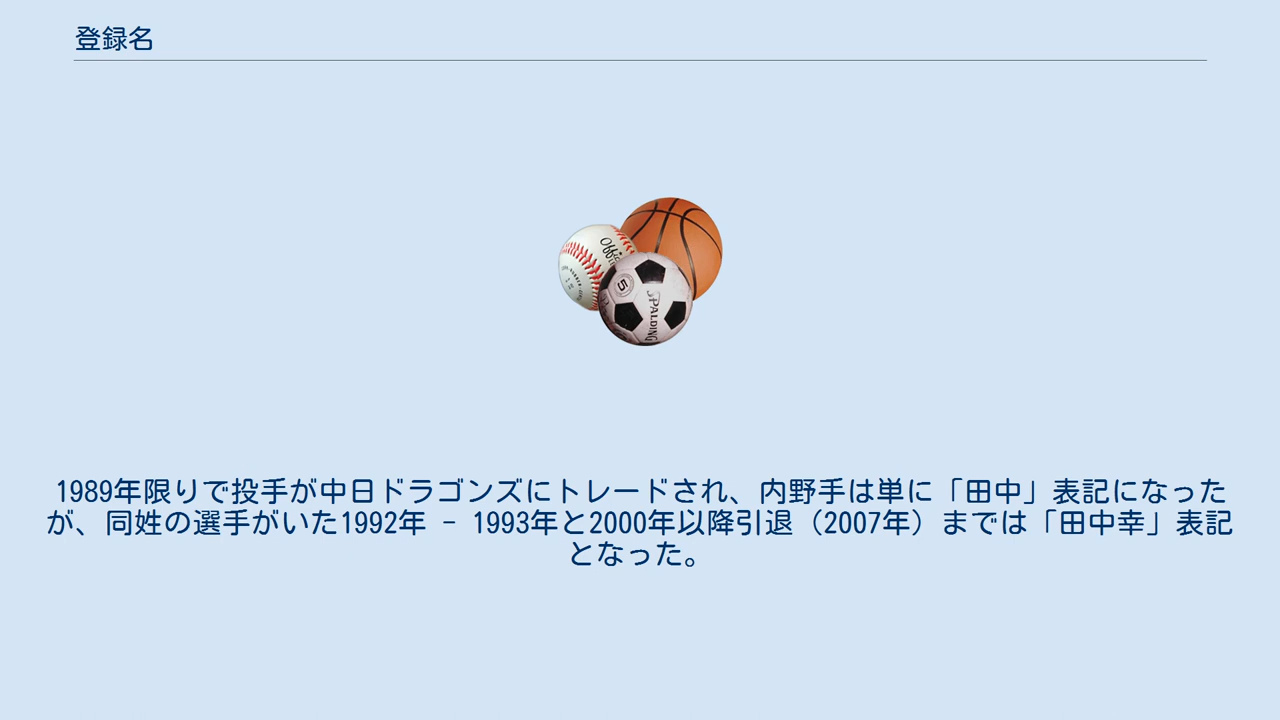 登録名
Offici
5
SPALDING
1989年限りで投手が中日ドラゴンズにトレードされ、内野手は単に「田中」表記になった
が、同姓の選手がいた1992年 - 1993年と2000年以降引退（2007年）までは「田中幸」表記
となった。